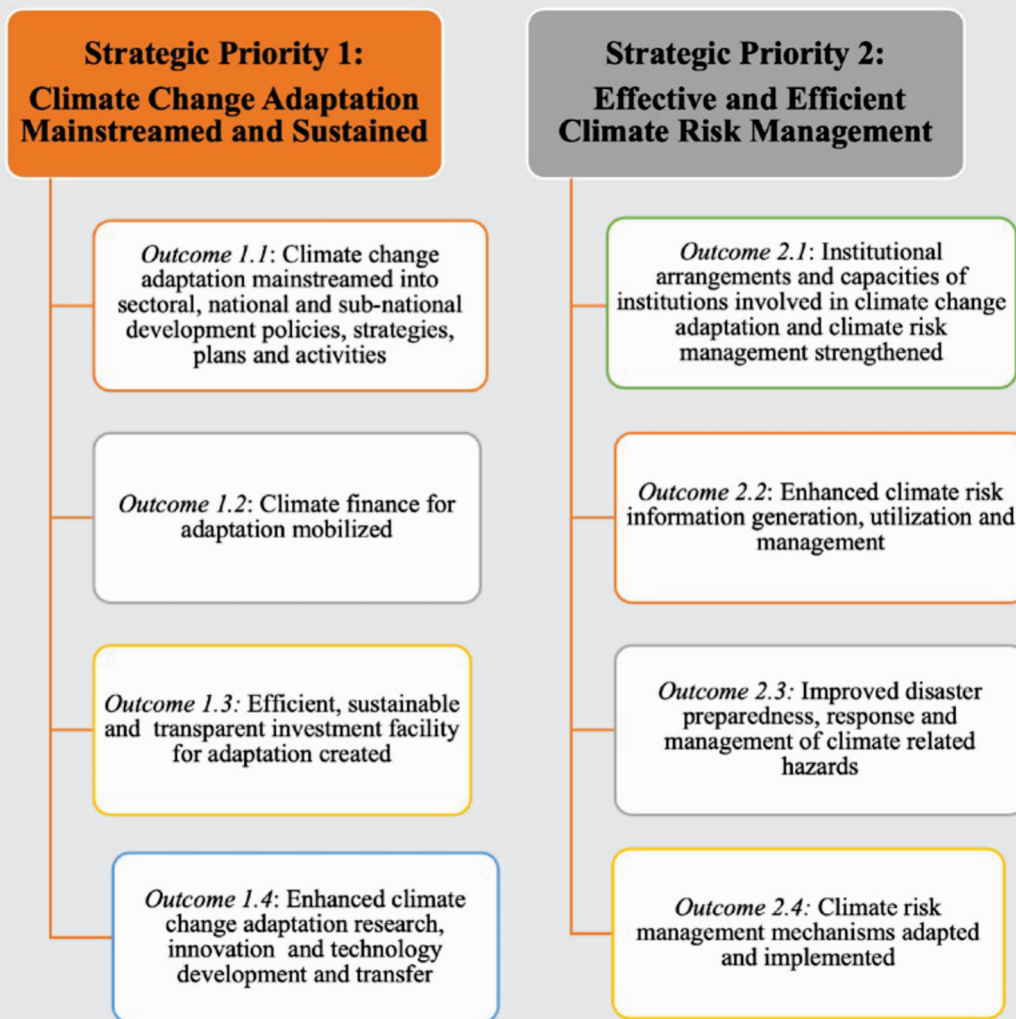 Strategic Priority 1:
Climate Change Adaptation
Mainstreamed and Sustained
Outcome 1.1: Climate change
adaptation mainstreamed into
sectoral, national and sub-national
development policies, strategies,
plans and activities
Outcome 1.2: Climate finance for
adaptation mobilized
Outcome 1.3: Efficient, sustainable
and transparent investment facility
for adaptation created
Outcome 1.4: Enhanced climate
change adaptation research,
innovation and technology
development and transfer
Strategic Priority 2:
Effective and Efficient
Climate Risk Management
Outcome 2.1: Institutional
arrangements and capacities of
institutions involved in climate change
adaptation and climate risk
management strengthened
Outcome 2.2: Enhanced climate risk
information generation, utilization and
management
Outcome 2.3: Improved disaster
preparedness, response and
management of climate related
hazards
Outcome 2.4: Climate risk
management mechanisms adapted
and implemented